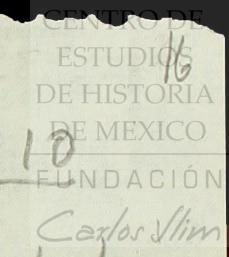 CENTRO DE
ESTUDIOS
16
DE HISTORIA
DE MEXICO
10
FUNDACIÓN
Carlos Slim